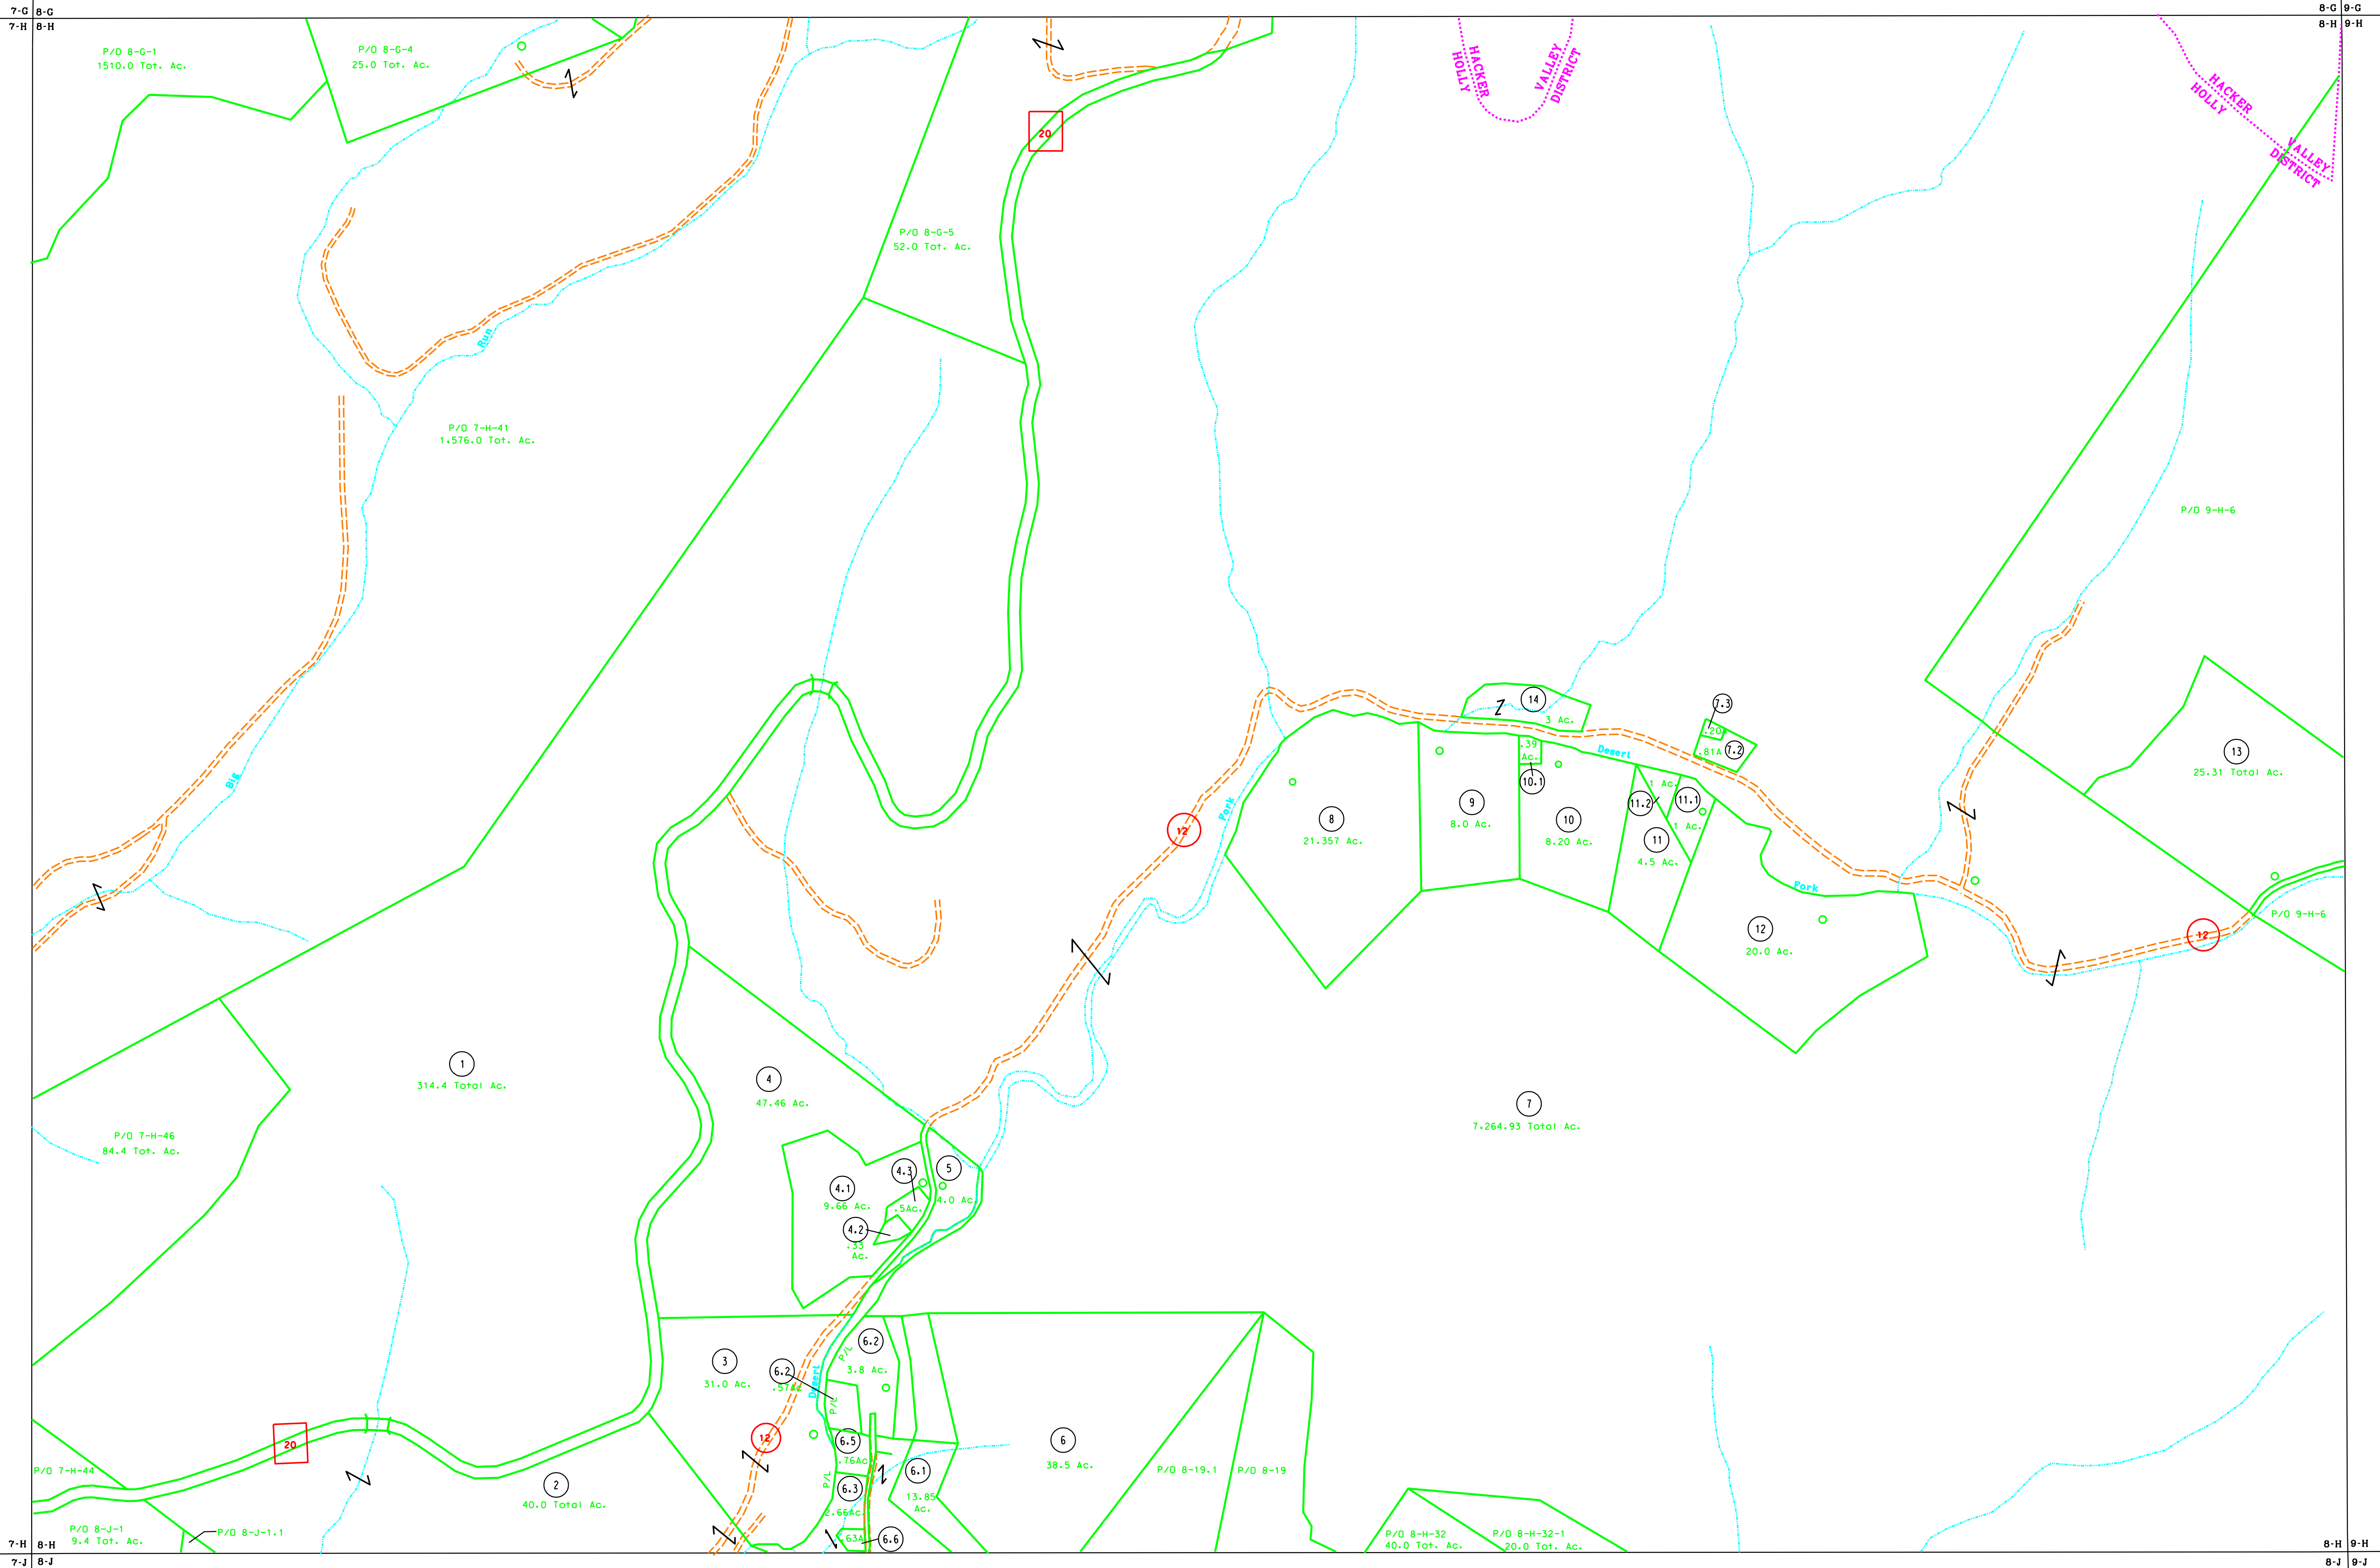 7-G 8-G
7-H 8-H
8-G 9-G
8-H 9-H
P/O 8-G-1
1510.0 Tot. Ac.
P/O 8-G-4
25.0 Tot. Ac.
HACKER VALLEY
HOLLY DISTRICT
HACKER VALLEY
HOLLY DISTRICT
20
P/O 8-G-5
52.0 Tot. Ac.
Run
P/O 7-H-41
1,576.0 Tot. Ac.
P/O 9-H-6
Big
14
3 Ac.
7.3
.20A
.81A
7.2
Desert
.39
Ac.
10.1
13
25.31 Total Ac.
Fork
12
8
21.357 Ac.
9
8.0 Ac.
10
8.20 Ac.
11.2
1 Ac.
11.1
1 Ac.
11
4.5 Ac.
Fork
12
20.0 Ac.
12
P/O 9-H-6
1
314.4 Total Ac.
4
47.46 Ac.
7
7,264.93 Total Ac.
P/O 7-H-46
84.4 Tot. Ac.
4.3
5
4.0 Ac.
4.1
9.66 Ac.
.5Ac.
4.2
.33
Ac.
3
31.0 Ac.
6.2
3.8 Ac.
P/L
6.2
.57Ac
Desert
P/L
12
20
6.5
.76Ac
6
38.5 Ac.
6.1
13.85
Ac.
P/L
6.3
2.66Ac.
.63A
6.6
P/O 8-19.1
P/O 8-19
P/O 7-H-44
2
40.0 Total Ac.
P/O 8-J-1
9.4 Tot. Ac.
P/O 8-J-1.1
P/O 8-H-32
40.0 Tot. Ac.
P/O 8-H-32-1
20.0 Tot. Ac.
7-H 8-H
7-J 8-J
8-H 9-H
8-J 9-J